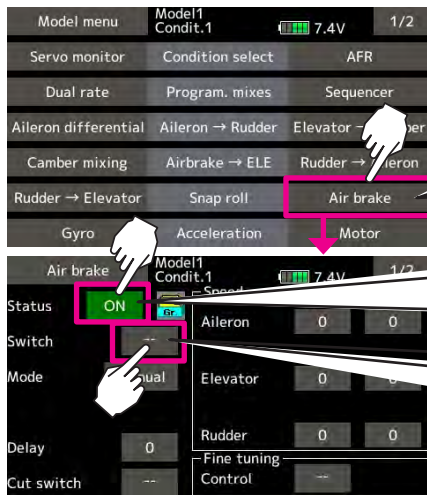 Model menu Model1 Condit.1 7.4V 1/2
Servo monitor Condition select AFR
Dual rate Program. mixes Sequencer
Aileron differential Aileron → Rudder Elevator →
Camber mixing Airbrake → ELE Rudder →
Rudder → Elevator Snap roll Air brake
Gyro Acceleration Motor
Air brake Model1 Condit.1 7.4V 1/2
Status ON Gr.
Aileron 0 0
Switch --
Mode Elevator 0 0
Rudder 0 0
Delay 0
Fine tuning
Cut switch -- Control --